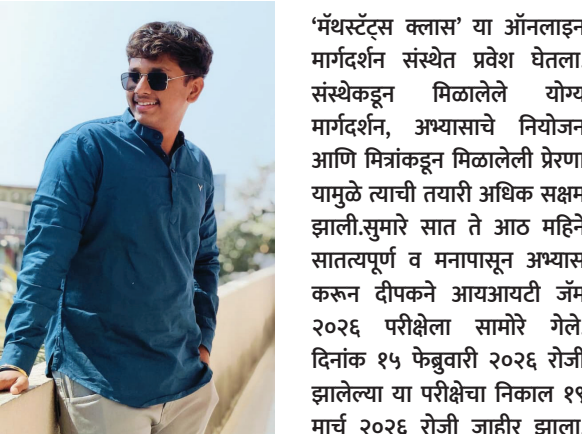 ‘मॅथस्टॅट्स क्लास’ या ऑनलाइन
मार्गदर्शन संस्थेत प्रवेश घेतला.
संस्थेकडून मिळालेले योग्य
मार्गदर्शन, अभ्यासाचे नियोजन
आणि मित्रांकडून मिळालेली प्रेरणा
यामुळे त्याची तयारी अधिक सक्षम
झाली.सुमारे सात ते आठ महिने
सातत्यपूर्ण व मनापासून अभ्यास
करून दीपकने आयआयटी जॅम
२०२६ परीक्षेला सामोरे गेले.
दिनांक १५ फेब्रुवारी २०२६ रोजी
झालेल्या या परीक्षेचा निकाल १९
मार्च २०२६ रोजी जाहीर झाला.